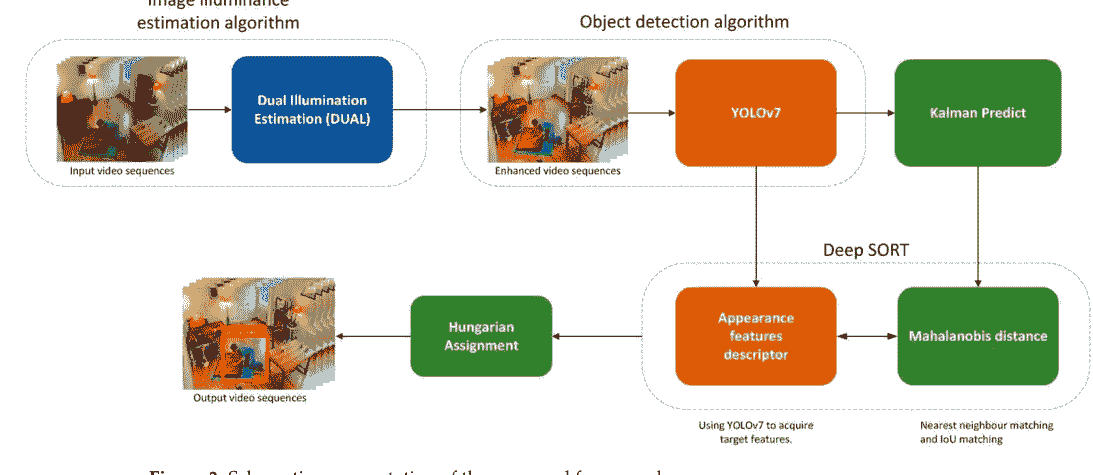 Image illuminance
estimation algorithm
Object detection algorithm
Dual Illumination
Estimation (DUAL)
YOLOv7
Kalman Predict
Input video sequences
Enhanced video sequences
Deep SORT
Hungarian
Assignment
Appearance
features
descriptor
Mahalanobis distance
Output video sequences
Using YOLOv7 to acquire
target features.
Nearest neighbour matching
and IoU matching